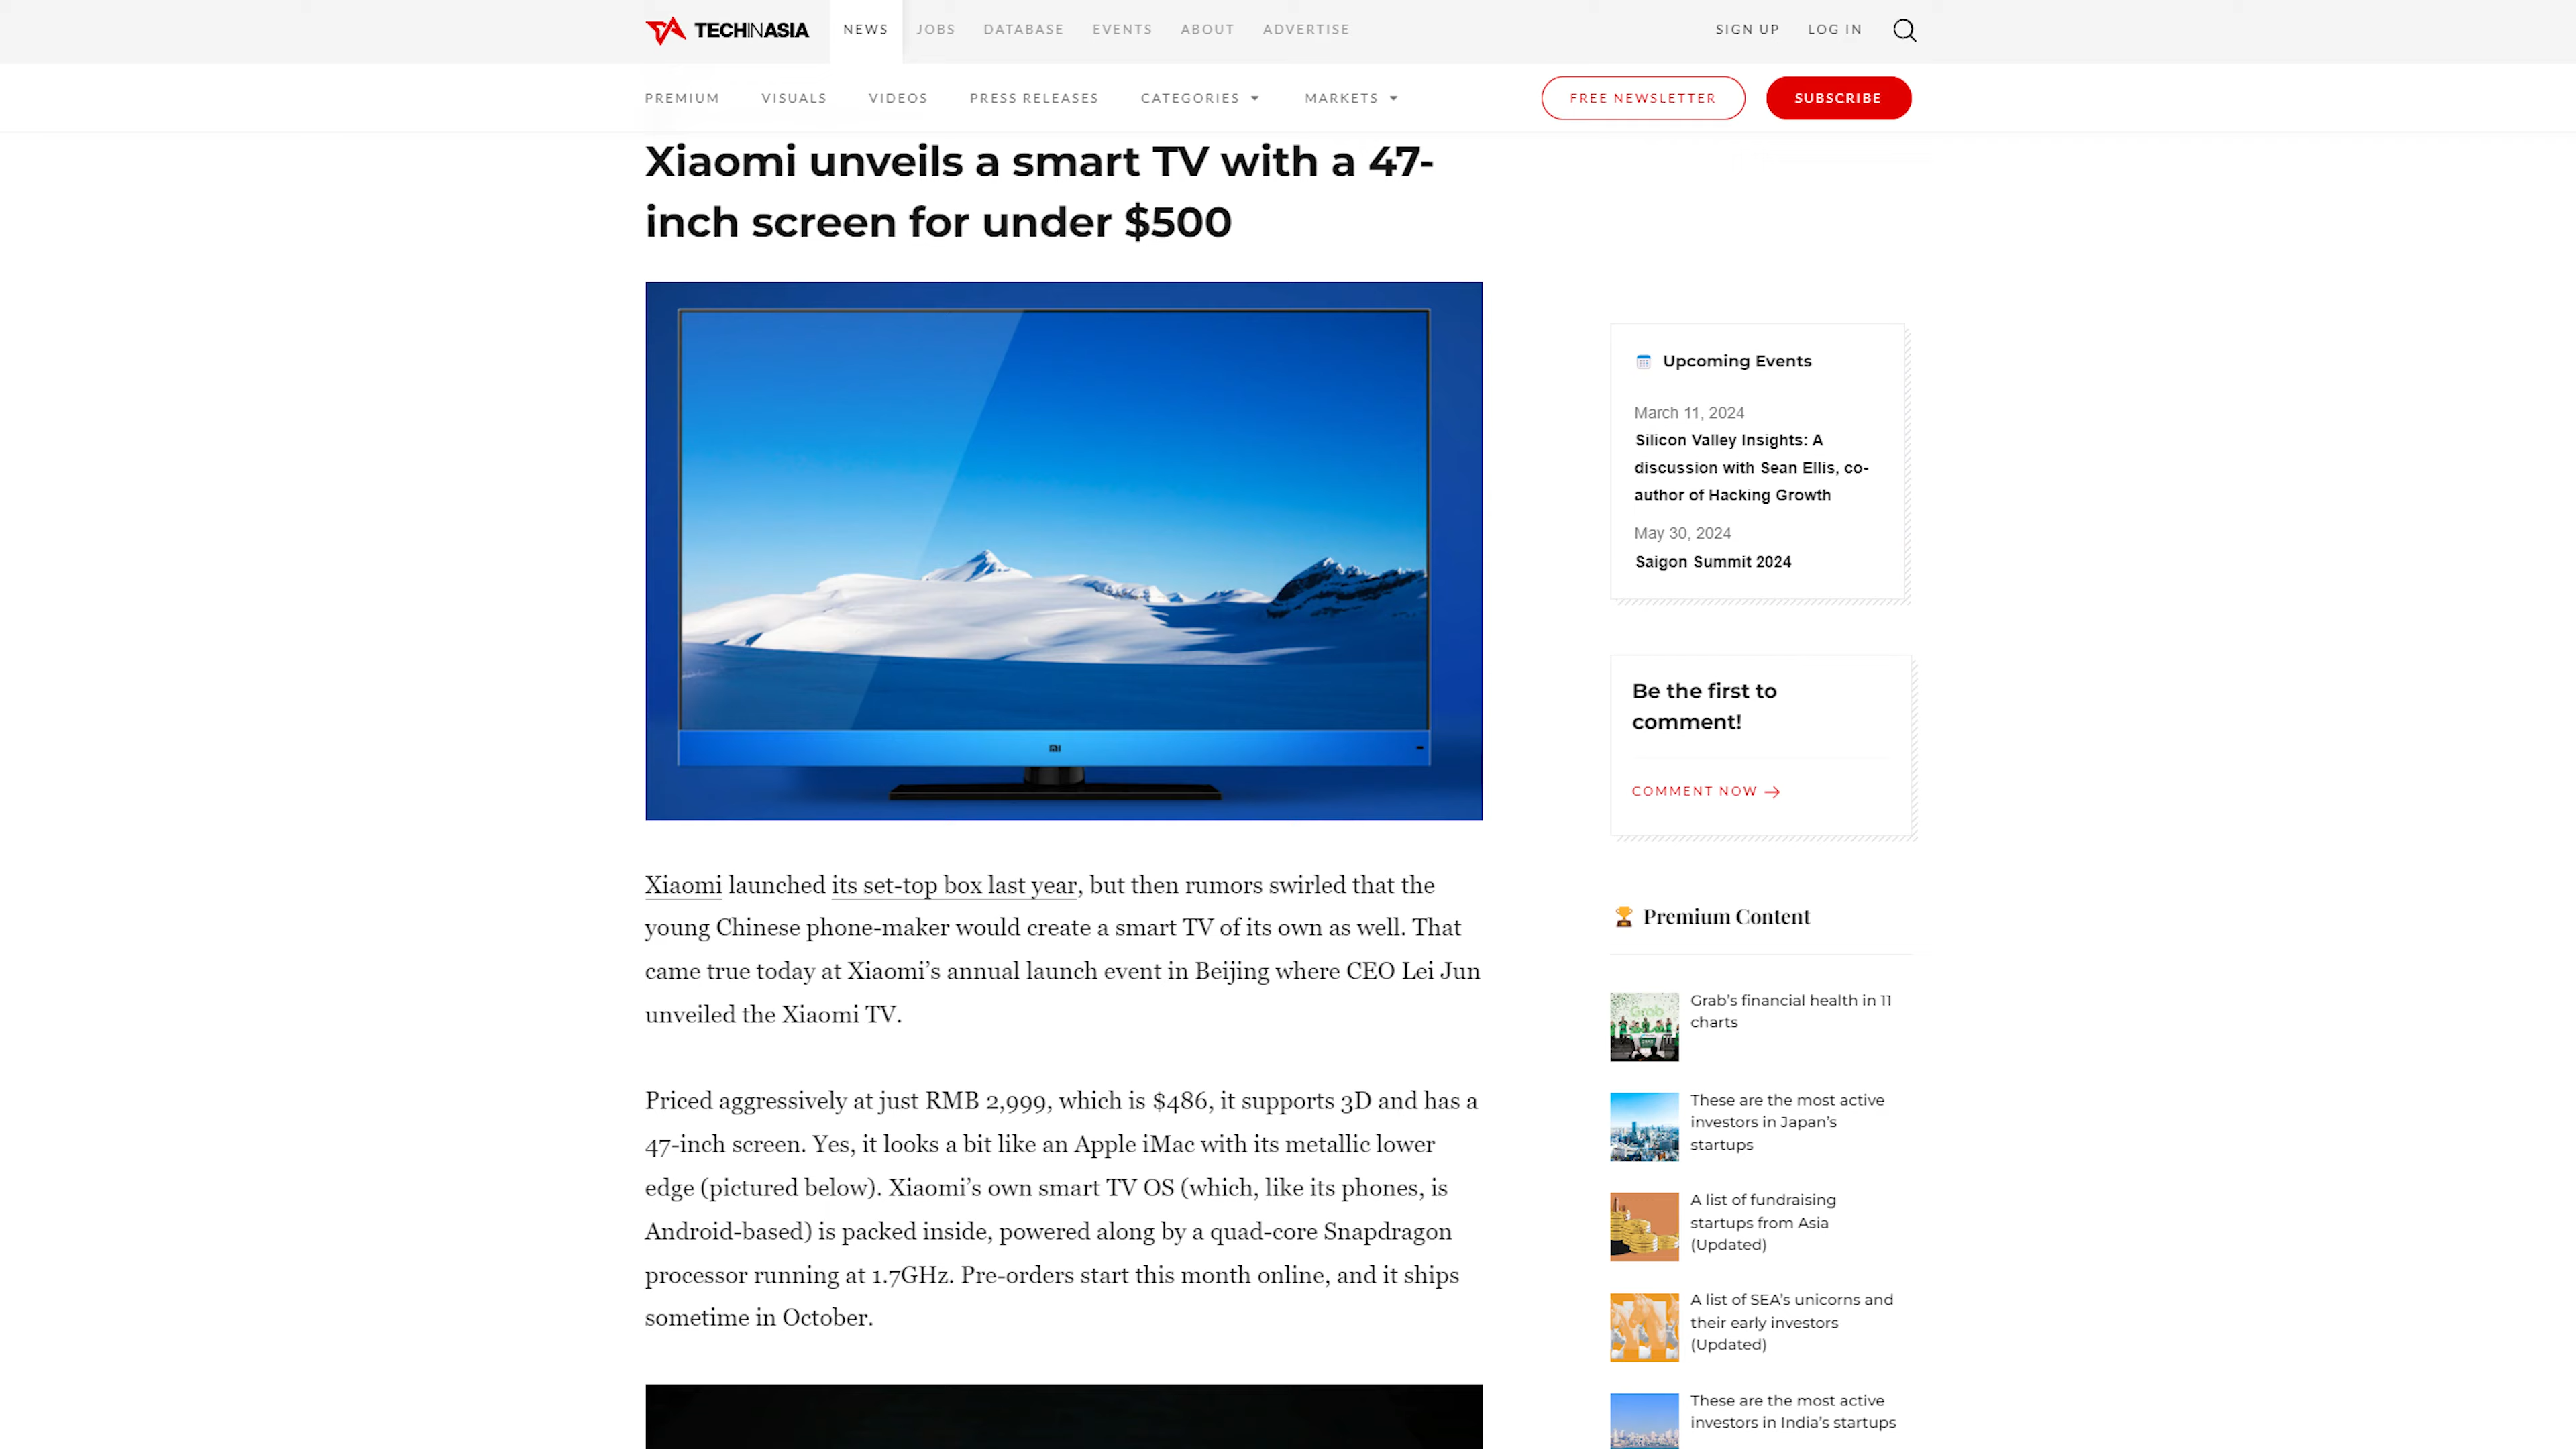 TECHINASIA
NEWS
JOBS
DATABASE
EVENTS
ABOUT
ADVERTISE
SIGN UP
LOG IN
PREMIUM
VISUALS
VIDEOS
PRESS RELEASES
CATEGORIES
MARKETS
FREE NEWSLETTER
SUBSCRIBE
Xiaomi unveils a smart TV with a 47-
inch screen for under $500
Xiaomi launched its set-top box last year, but then rumors swirled that the
young Chinese phone-maker would create a smart TV of its own as well. That
came true today at Xiaomi’s annual launch event in Beijing where CEO Lei Jun
unveiled the Xiaomi TV.
Priced aggressively at just RMB 2,999, which is $486, it supports 3D and has a
47-inch screen. Yes, it looks a bit like an Apple iMac with its metallic lower
edge (pictured below). Xiaomi’s own smart TV OS (which, like its phones, is
Android-based) is packed inside, powered along by a quad-core Snapdragon
processor running at 1.7GHz. Pre-orders start this month online, and it ships
sometime in October.
Upcoming Events
March 11, 2024
Silicon Valley Insights: A
discussion with Sean Ellis, co-
author of Hacking Growth
May 30, 2024
Saigon Summit 2024
Be the first to
comment!
COMMENT NOW
Premium Content
Grab
Grab’s financial health in 11
charts
These are the most active
investors in Japan’s
startups
A list of fundraising
startups from Asia
(Updated)
A list of SEA’s unicorns and
their early investors
(Updated)
These are the most active
investors in India’s startups